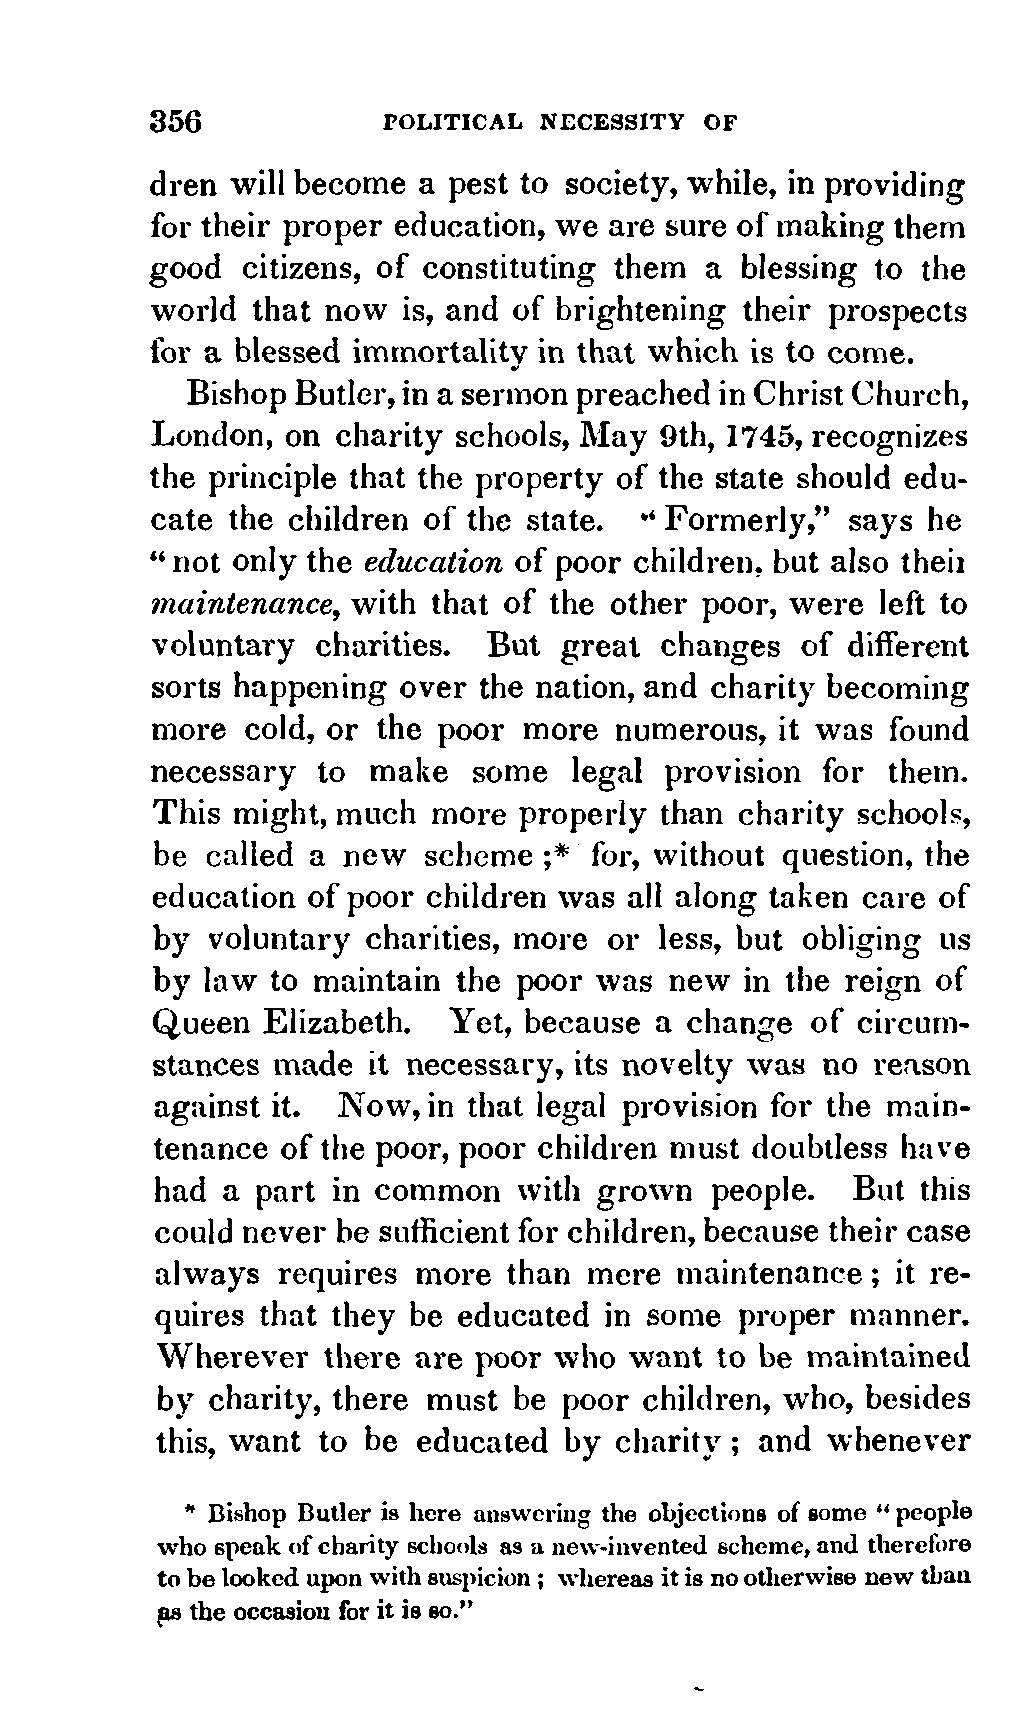 356 POLITICAL NECESSITY OF
dren will become a pest to society, while, in providing
for their proper education, we are sure of making them
good citizens, of constituting them a blessing to the
world that now is, and of brightening their prospects
for a blessed immortality in that which is to come.
Bishop Butler, in a sermon preached in Christ Church,
London, on charity schools, May 9th, 1745, recognizes
the principle that the property of the state should edu-
cate the children of the state. "Formerly," says he
"not only the education of poor children, but also their
maintenance, with that of the other poor, were left to
voluntary charities. But great changes of different
sorts happening over the nation, and charity becoming
more cold, or the poor more numerous, it was found
necessary to make some legal provision for them.
This might, much more properly than charity schools,
be called a new scheme ;* for, without question, the
education of poor children was all along taken care of
by voluntary charities, more or less, but obliging us
by law to maintain the poor was new in the reign of
Queen Elizabeth. Yet, because a change of circum-
stances made it necessary, its novelty was no reason
against it. Now, in that legal provision for the main-
tenance of the poor, poor children must doubtless have
had a part in common with grown people. But this
could never be sufficient for children, because their case
always requires more than mere maintenance ; it re-
quires that they be educated in some proper manner.
Wherever there are poor who want to be maintained
by charity, there must be poor children, who, besides
this, want to be educated by charity ; and whenever
* Bishop Butler is here answering the objections of some "people
who speak of charity schools as a new-invented scheme, and therefore
to be looked upon with suspicion ; whereas it is no otherwise new than
as the occasion for it is so."